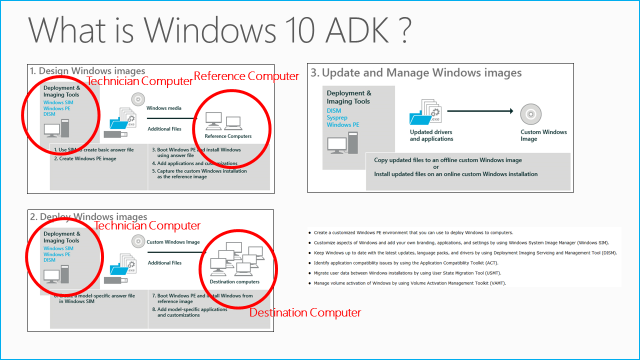 What is Windows 10 ADK ?
1. Design Windows images
Technician Computer
Reference Computer
Deployment &
Imaging Tools
Windows SIM
Windows PE
DISM
Windows media
Additional Files
Reference Computers
1. Use SIM to create basic answer file
2. Create Windows PE image
3. Boot Windows PE and install Windows
using answer file
4. Add applications and customizations
5. Capture the custom Windows installation
as the reference image
3. Update and Manage Windows images
Deployment &
Imaging Tools
DISM
Sysprep
Windows PE
Updated drivers
and applications
Custom Windows
Image
Copy updated files to an offline custom Windows image
or
Install updated files on an online custom Windows installation
2. Deploy Windows images
Technician Computer
Deployment &
Imaging Tools
Windows SIM
Windows PE
DISM
Custom Windows Image
Additional Files
Destination computers
a model specific answer file
in Windows SIM
7. Boot Windows PE and install Windows from
reference image
8. Add model-specific applications
and customizations
Destination Computer
● Create a customized Windows PE environment that you can use to deploy Windows to computers.
● Customize aspects of Windows and add your own branding, applications, and settings by using Windows System Image Manager (Windows SIM).
● Keep Windows up to date with the latest updates, language packs, and drivers by using Deployment Imaging Servicing and Management Tool (DISM).
● Identify application compatibility issues by using the Application Compatibility Toolkit (ACT).
● Migrate user data between Windows installations by using User State Migration Tool (USMT).
● Manage volume activation of Windows by using Volume Activation Management Toolkit (VAMT).